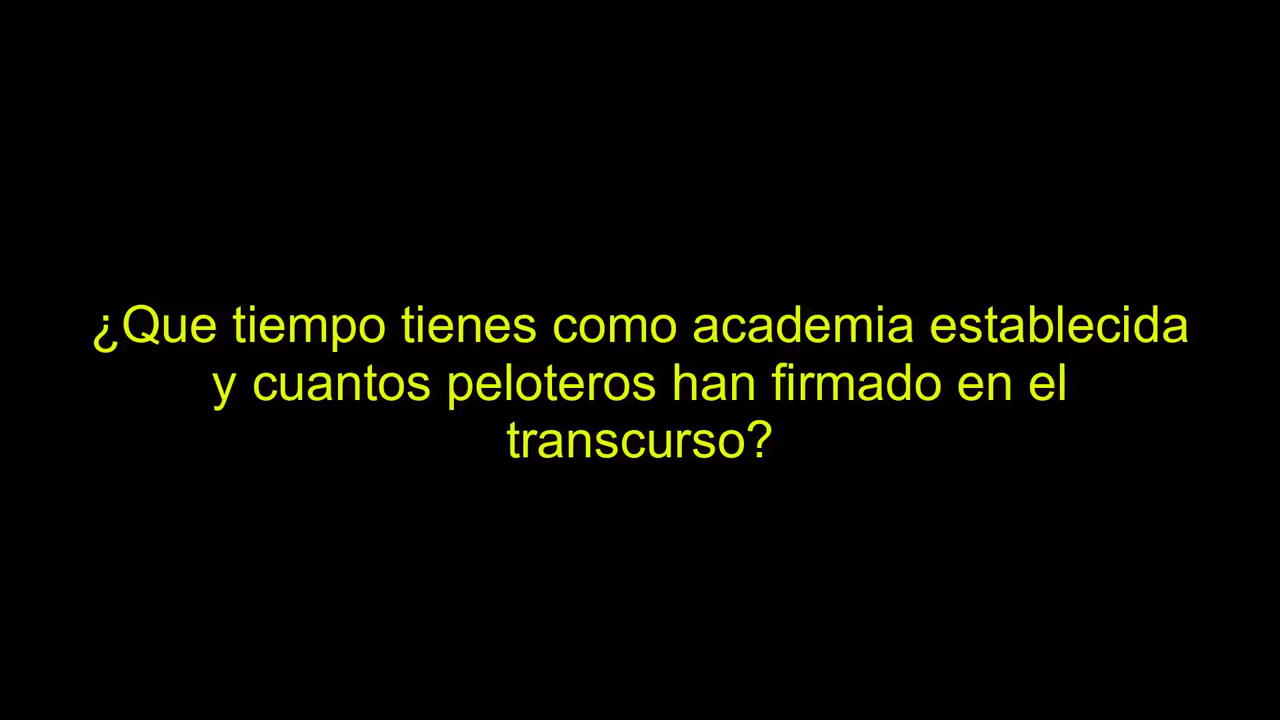 ¿Que tiempo tienes como academia establecida
y cuantos peloteros han firmado en el
transcurso?